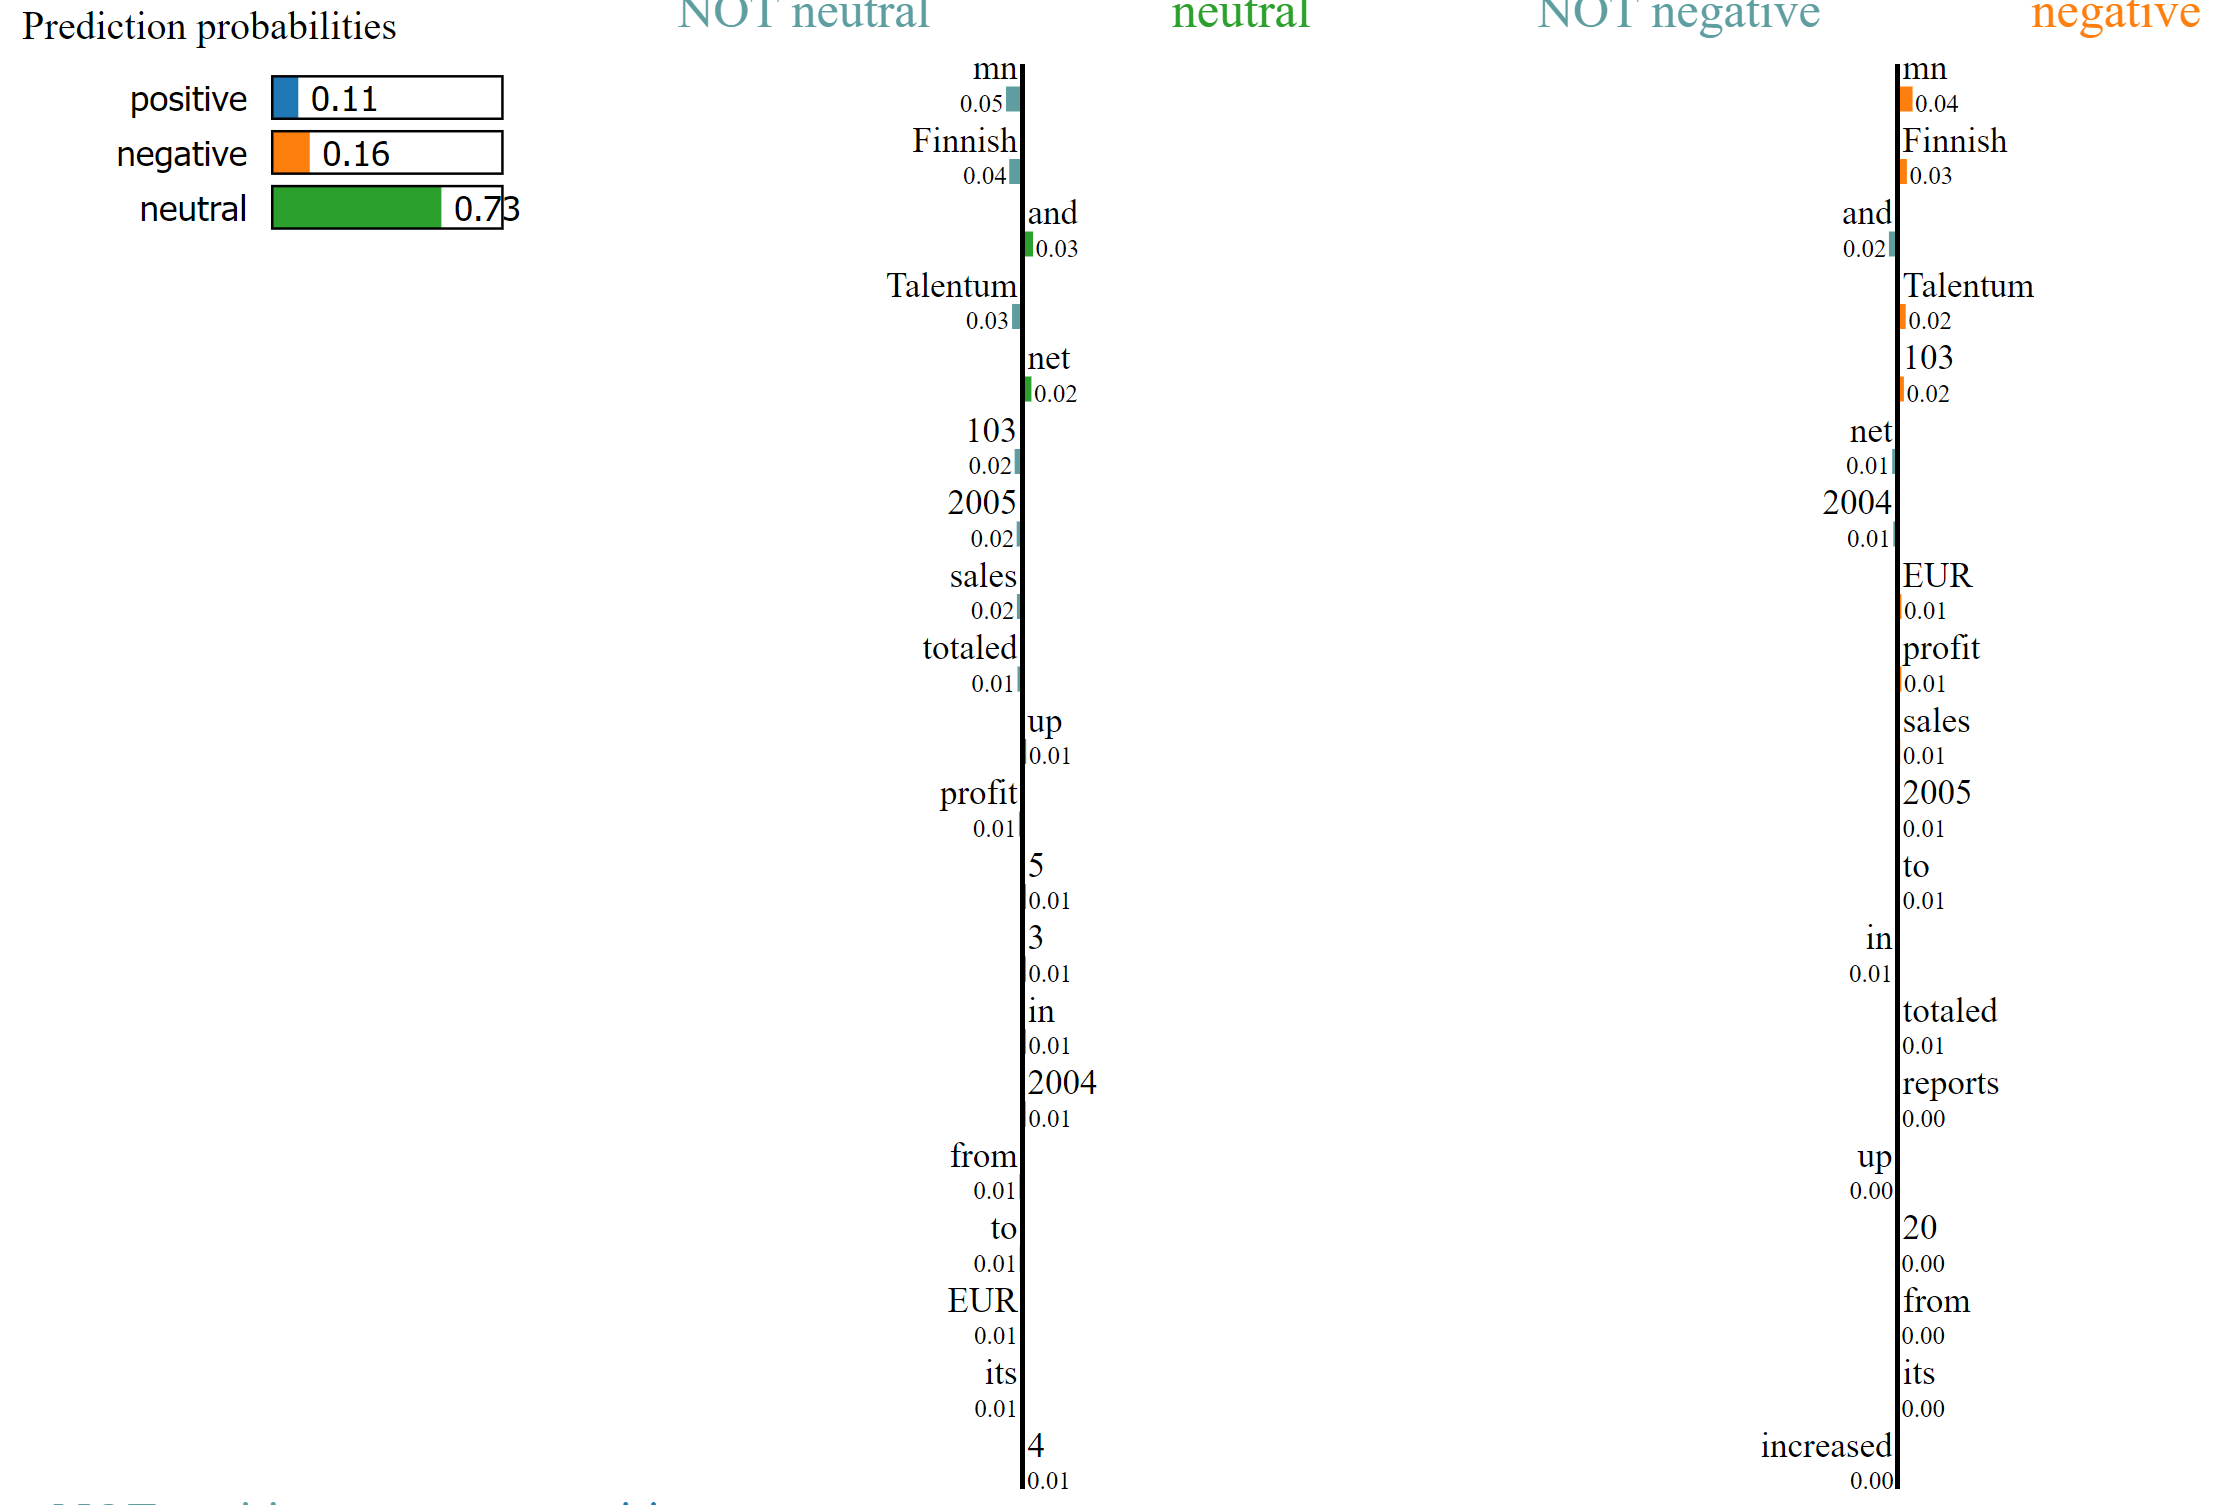 Prediction probabilities
positive 0.11
negative 0.16
neutral 0.73
NOT neutral neutral
mn
0.05
Finnish
0.04
and
0.03
Talentum
0.03
net
0.02
103
0.02
2005
0.02
sales
0.02
totaled
0.01
up
0.01
profit
0.01
5
0.01
3
0.01
in
0.01
2004
0.01
from
0.01
to
0.01
EUR
0.01
its
0.01
4
0.01
NOT negative negative
mn
0.04
Finnish
0.03
and
0.02
Talentum
0.02
103
0.02
net
0.01
2004
0.01
EUR
0.01
profit
0.01
sales
0.01
2005
0.01
to
0.01
in
0.01
totaled
0.01
reports
0.00
up
0.00
20
0.00
from
0.00
its
0.00
increased
0.00